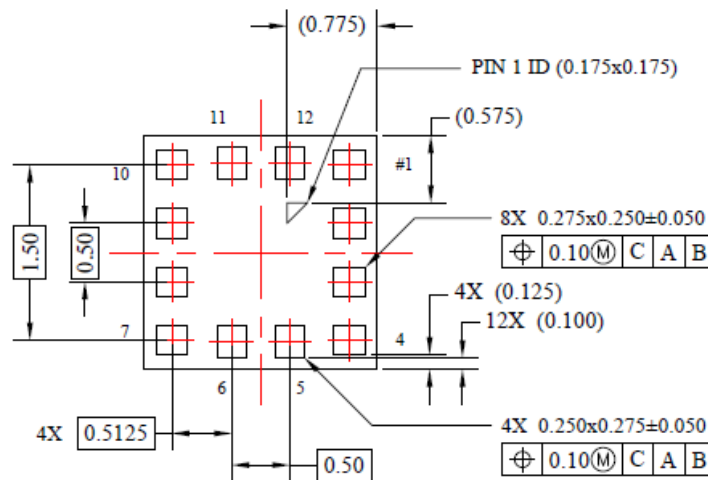 (0.775)
PIN 1 ID (0.175x0.175)
11
12
(0.575)
10
#1
8X 0.275x0.250±0.050
⌖ 0.10Ⓜ C A B
1.50
0.50
4X (0.125)
12X (0.100)
7
4
6
5
4X 0.5125
4X 0.250x0.275±0.050
0.50
⌖ 0.10Ⓜ C A B